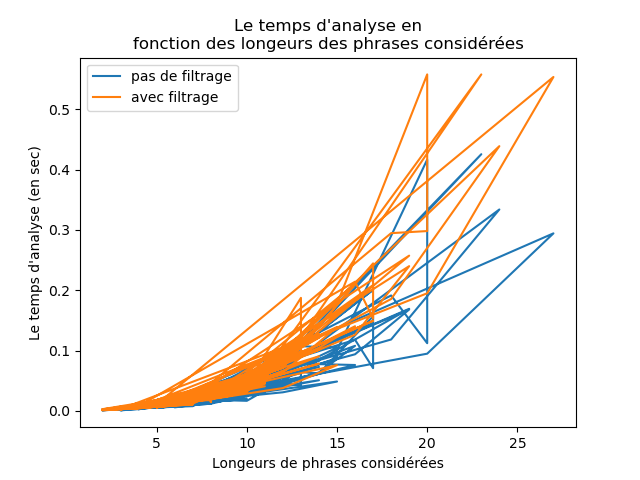 Le temps d'analyse en
fonction des longeurs des phrases considérées
pas de filtrage
avec filtrage
Le temps d'analyse (en sec)
0.5
0.4
0.3
0.2
0.1
0.0
5 10 15 20 25
Longeurs de phrases considérées